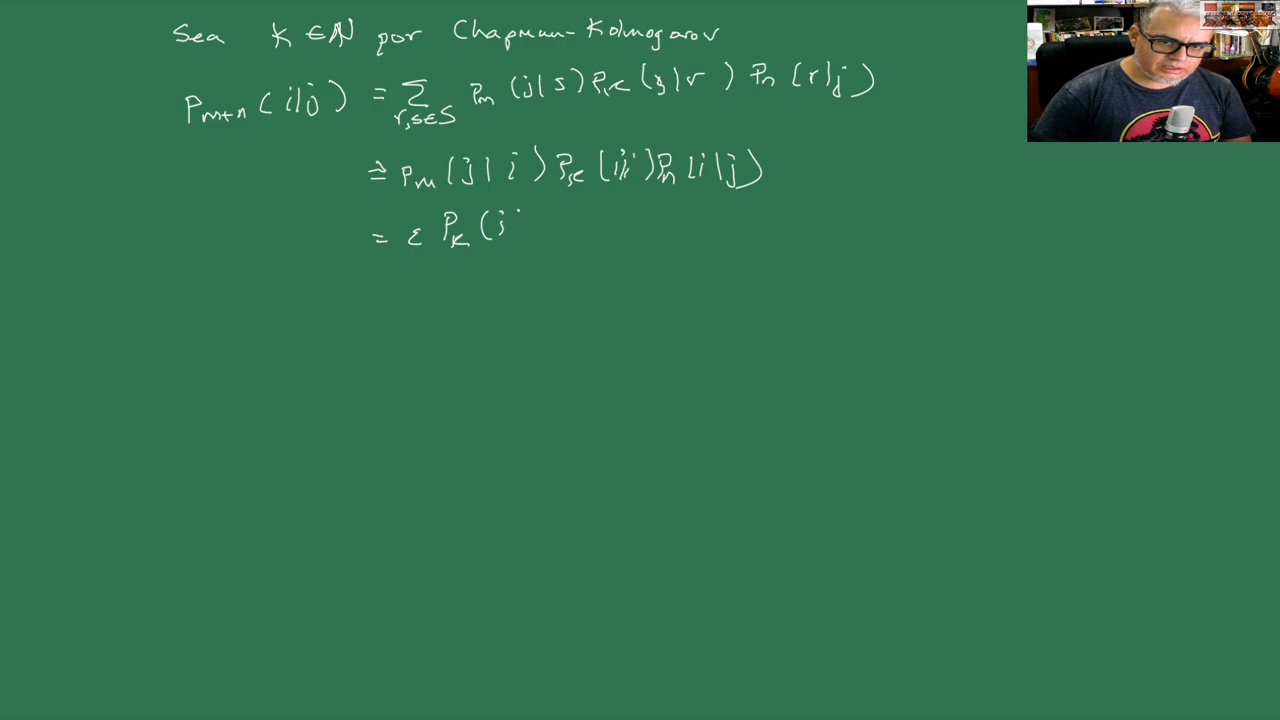 Sea K ∈ ℕ por Chapman-Kolmogorov
P_{m+n} (i|j) = ∑_{r,s∈S} P_m (j|s) P_K (s|r) P_n (r|j)
≥ P_m (j|i) P_K (i|i) P_n (i|j)
= ε P_K (i